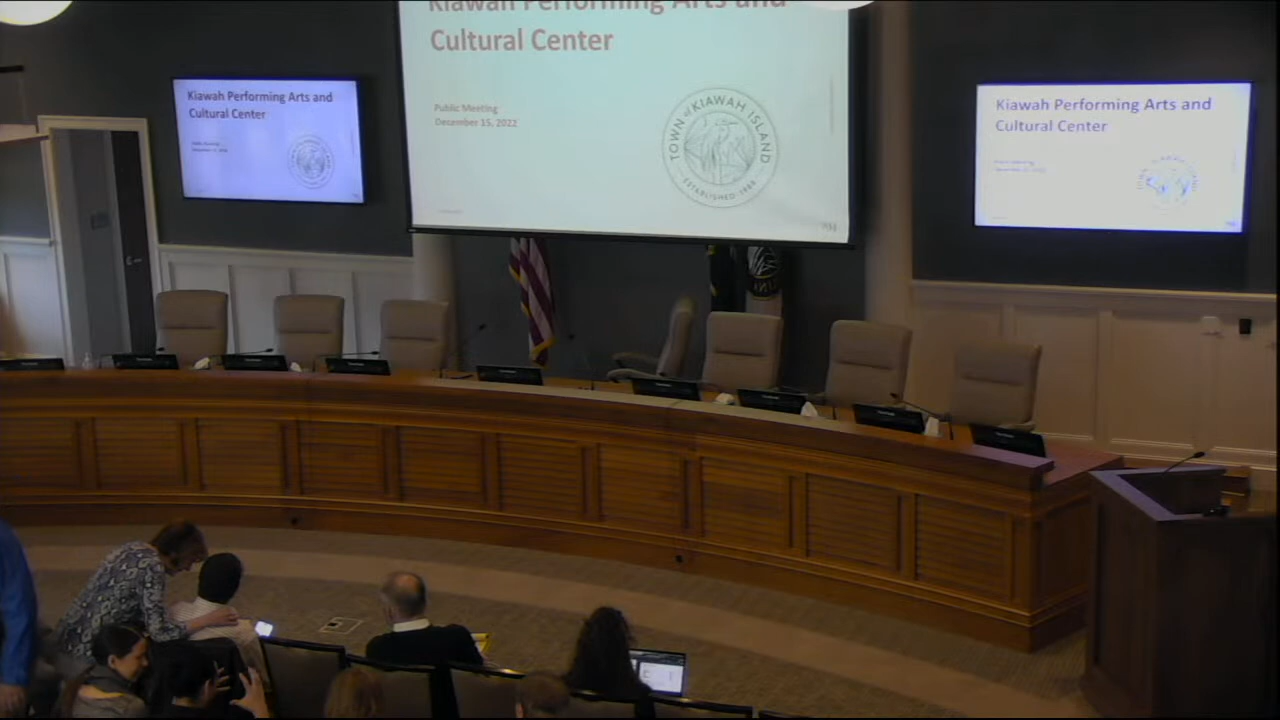 Kiawah Performing Arts and
Cultural Center
Public Meeting
December 15, 2022
TOWN of KIAWAH ISLAND
ESTABLISHED 1988
Kiawah Performing Arts and
Cultural Center
Kiawah Performing Arts and
Cultural Center